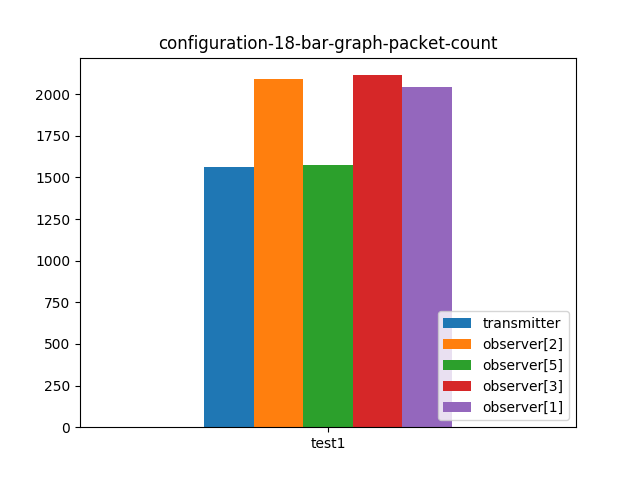 configuration-18-bar-graph-packet-count
2000
1750
1500
1250
1000
750
500
250
0
transmitter
observer[2]
observer[5]
observer[3]
observer[1]
test1